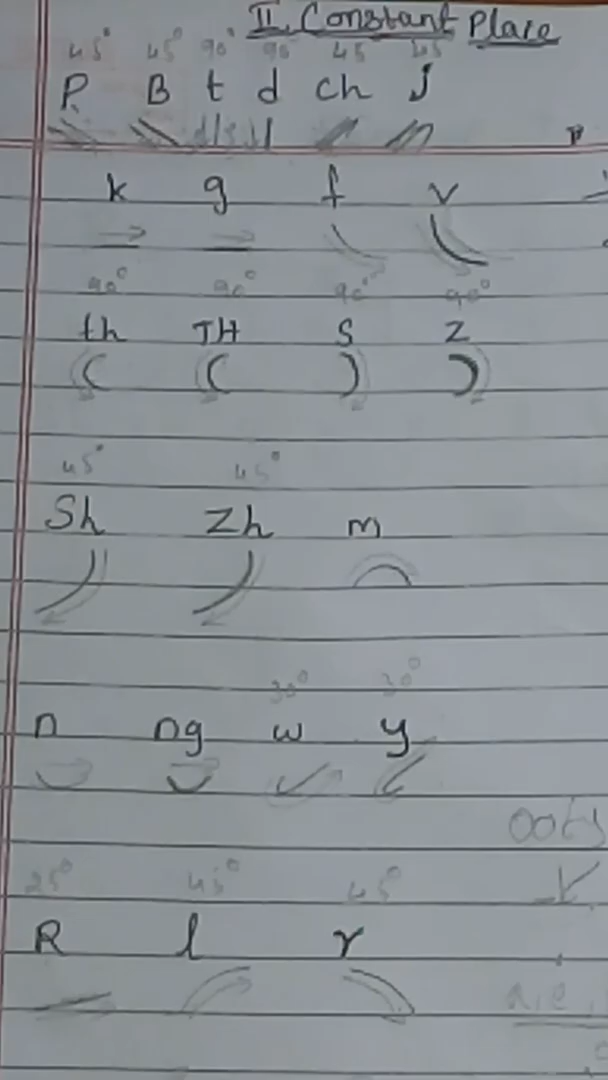 II. Constant Place
45° 45° 90° 90° 45 45
P B t d ch j
k g f v
90° 90° 90° 90°
th TH S Z
45° 45°
Sh Zh m
30° 30°
n ng w y
25° 45° 45°
R l r